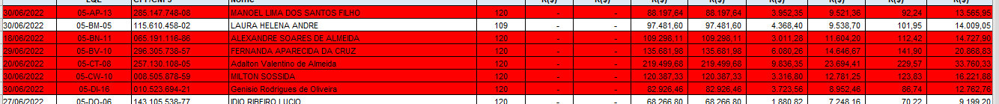 EQL CPF/CNPJ Nome R($) R($) R($) R($) R($) R($) R($) R($)
30/06/2022 05-AP-13 285.147.748-08 MANOEL LIMA DOS SANTOS FILHO 120 - - 88.197,64 88.197,64 3.952,35 9.521,36 92,24 13.565,95
30/06/2022 05-BM-05 115.610.458-02 LAURA HELENA ANDRE 109 - - 97.481,60 97.481,60 4.368,40 9.538,70 101,95 14.009,05
18/06/2022 05-BN-11 065.191.116-86 ALEXANDRE SOARES DE ALMEIDA 120 - - 109.298,11 109.298,11 3.011,28 11.604,20 112,42 14.727,90
29/06/2022 05-BV-10 296.305.738-57 FERNANDA APARECIDA DA CRUZ 120 - - 135.681,98 135.681,98 6.080,26 14.646,67 141,90 20.868,83
20/06/2022 05-CT-08 257.130.108-05 Adalton Valentino de Almeida 120 - - 219.499,68 219.499,68 9.836,35 23.694,41 229,57 33.760,33
30/06/2022 05-CW-10 008.505.878-59 MILTON SOSSIDA 120 - - 120.387,33 120.387,33 3.316,80 12.781,25 123,83 16.221,88
30/06/2022 05-DI-16 010.523.694-21 Genisio Rodrigues de Oliveira 120 - - 82.926,46 82.926,46 3.723,56 8.952,46 86,74 12.762,76
27/06/2022 05-DO-06 143.105.538-77 IDIO RIBEIRO LUCIO 120 - - 68.266,80 68.266,80 1.880,82 7.248,16 70,22 9.199,20